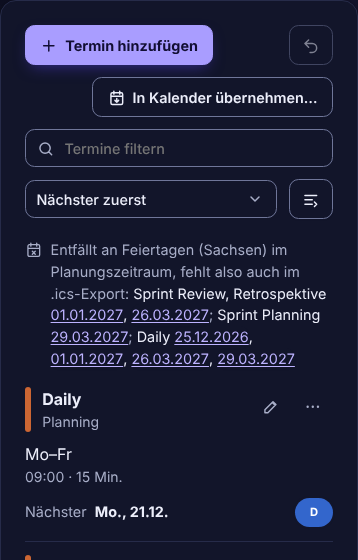 Termin hinzufügen
In Kalender übernehmen…
Termine filtern
Nächster zuerst
Entfällt an Feiertagen (Sachsen) im
Planungszeitraum, fehlt also auch im
.ics-Export: Sprint Review, Retrospektive
01.01.2027, 26.03.2027; Sprint Planning
29.03.2027; Daily 25.12.2026,
01.01.2027, 26.03.2027, 29.03.2027
Daily
Planning
Mo–Fr
09:00 · 15 Min.
Nächster Mo., 21.12.
D